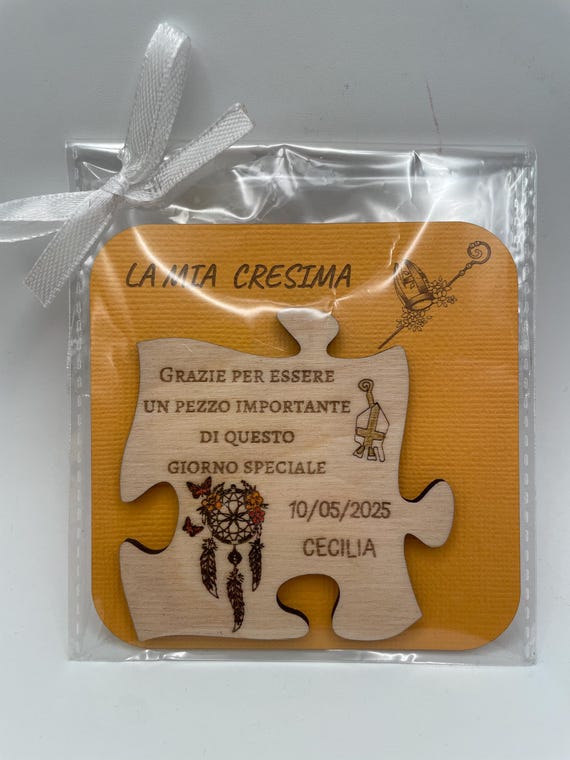 LA MIA CRESIMA
GRAZIE PER ESSERE
UN PEZZO IMPORTANTE
DI QUESTO
GIORNO SPECIALE
10/05/2025
CECILIA